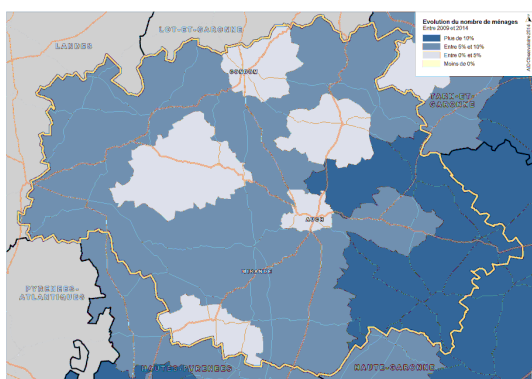 LOT-ET-GARONNE
LANDES
Evolution du nombre de ménages
Entre 2009 et 2014
Plus de 10%
Entre 5% et 10%
Entre 0% et 5%
Moins de 0%
CONDOM
TARN-ET-
GARONNE
AUCH
MIRANDE
PYRENEES-
ATLANTIQUES
HAUTES-PYRENEES
HAUTE-GARONNE